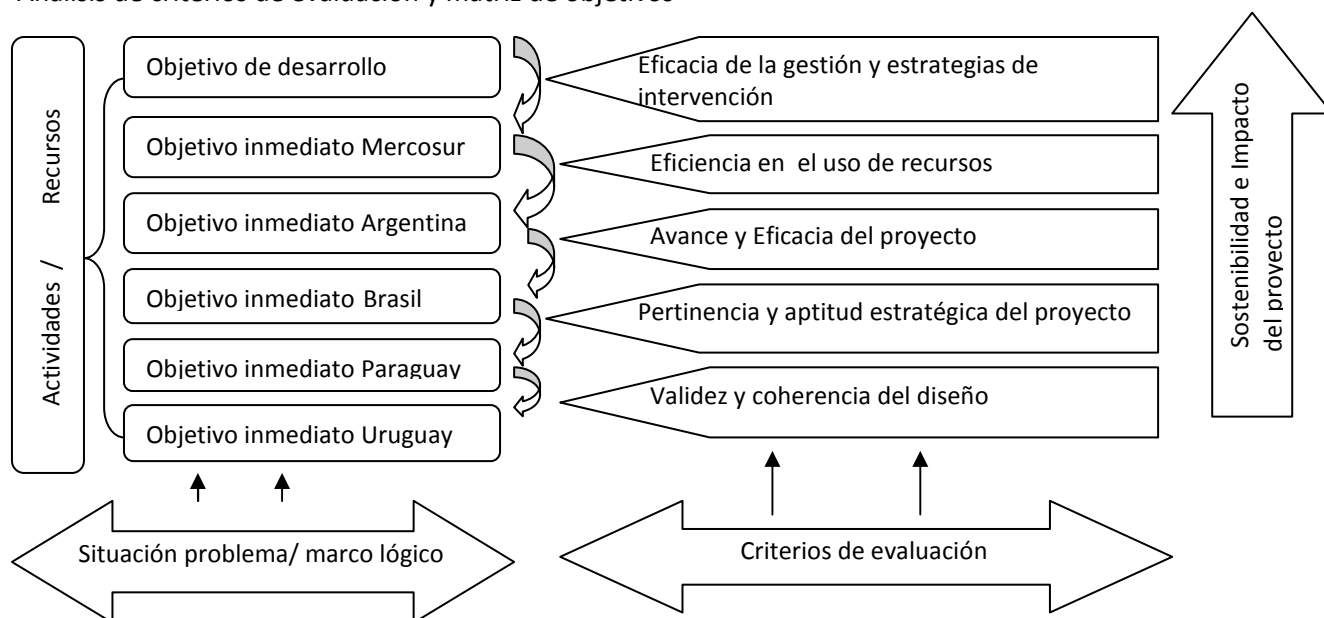 Análisis de criterios de evaluación y matriz de objetivos
Actividades / Recursos
Objetivo de desarrollo
Objetivo inmediato Mercosur
Objetivo inmediato Argentina
Objetivo inmediato Brasil
Objetivo inmediato Paraguay
Objetivo inmediato Uruguay
Eficacia de la gestión y estrategias de
intervención
Eficiencia en el uso de recursos
Avance y Eficacia del proyecto
Pertinencia y aptitud estratégica del proyecto
Validez y coherencia del diseño
Sostenibilidad e Impacto
del proyecto
Situación problema/ marco lógico
Criterios de evaluación